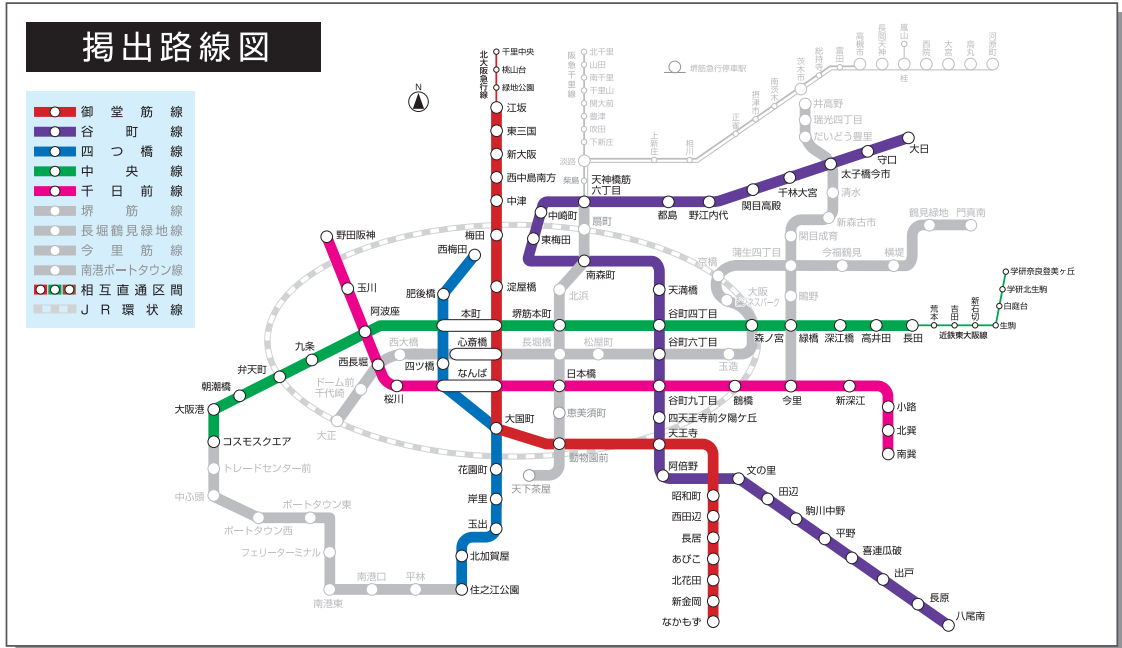 掲出路線図
御堂筋線
谷町線
四つ橋線
中央線
千日前線
堺筋線
長堀鶴見緑地線
今里筋線
南港ポートタウン線
相互直通区間
JR環状線
N
北大阪急行線
千里中央
桃山台
緑地公園
江坂
東三国
新大阪
西中島南方
中津
梅田
淀屋橋
本町
心斎橋
なんば
大国町
阪急千里線
北千里
山田
南千里
千里山
関大前
豊津
吹田
下新庄
淡路
柴島
天神橋筋
六丁目
堺筋急行停車駅
上新庄
相川
正雀
摂津市
南茨木
茨木市
総持寺
富田
高槻市
長岡天神
桂
嵐山
西院
大宮
烏丸
河原町
井高野
瑞光四丁目
だいどう豊里
太子橋今市
清水
新森古市
関目成育
蒲生四丁目
鴫野
緑橋
今里
大日
守口
千林大宮
関目高殿
野江内代
都島
中崎町
東梅田
扇町
南森町
北浜
堺筋本町
長堀橋
日本橋
恵美須町
動物園前
天下茶屋
天満橋
谷町四丁目
谷町六丁目
谷町九丁目
四天王寺前夕陽ケ丘
天王寺
阿倍野
文の里
田辺
駒川中野
平野
喜連瓜破
出戸
長原
八尾南
昭和町
西田辺
長居
あびこ
北花田
新金岡
なかもず
西梅田
肥後橋
四ツ橋
花園町
岸里
玉出
北加賀屋
住之江公園
野田阪神
玉川
阿波座
西長堀
桜川
鶴橋
新深江
小路
北巽
南巽
門真南
鶴見緑地
横堤
今福鶴見
京橋
大阪
ビジネスパーク
玉造
松屋町
西大橋
ドーム前
千代崎
大正
森ノ宮
深江橋
高井田
長田
荒本
吉田
新石切
生駒
近鉄東大阪線
白庭台
学研北生駒
学研奈良登美ヶ丘
九条
弁天町
朝潮橋
大阪港
コスモスクエア
トレードセンター前
中ふ頭
ポートタウン西
ポートタウン東
フェリーターミナル
南港東
南港口
平林